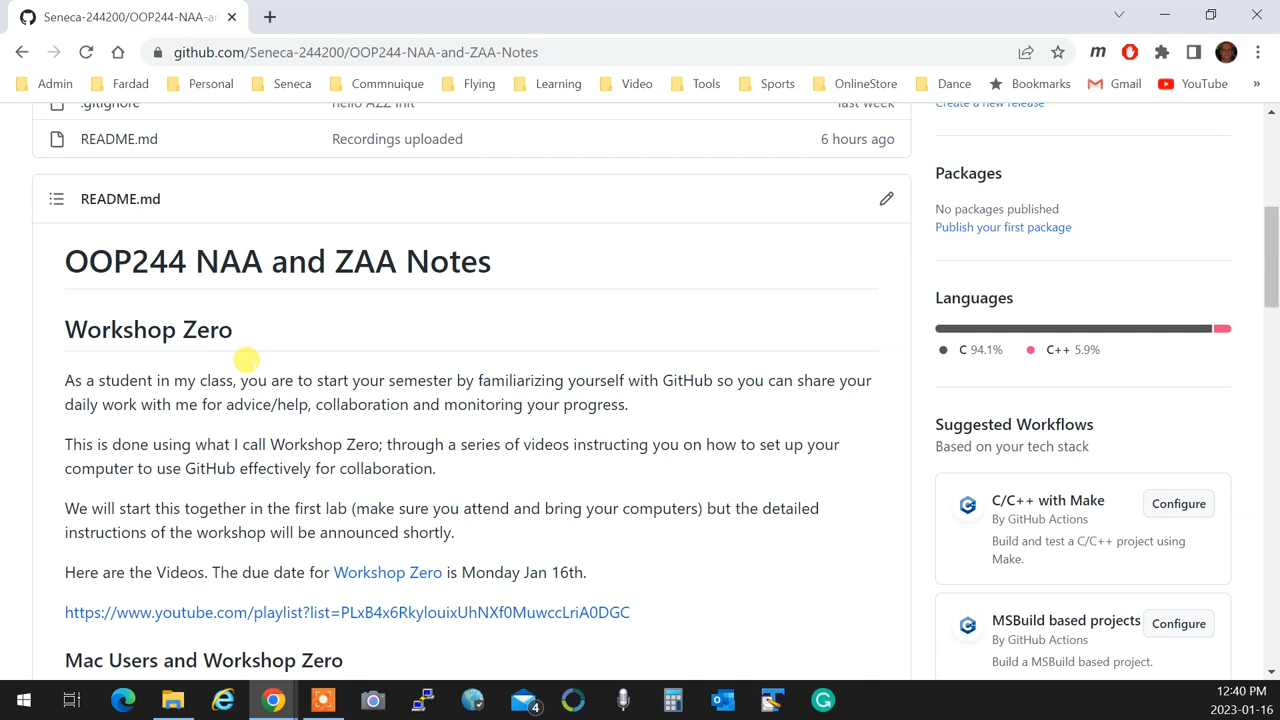 Seneca-244200/OOP244-NAA-an
github.com/Seneca-244200/OOP244-NAA-and-ZAA-Notes
m
Admin Fardad Personal Seneca Commnuique Flying Learning Video Tools Sports OnlineStore Dance Bookmarks Gmail YouTube »
.gitignore hello AZZ init last week
Create a new release
README.md Recordings uploaded 6 hours ago
Packages
No packages published
Publish your first package
README.md
OOP244 NAA and ZAA Notes
Languages
C 94.1% C++ 5.9%
Workshop Zero
As a student in my class, you are to start your semester by familiarizing yourself with GitHub so you can share your
daily work with me for advice/help, collaboration and monitoring your progress.
This is done using what I call Workshop Zero; through a series of videos instructing you on how to set up your
computer to use GitHub effectively for collaboration.
We will start this together in the first lab (make sure you attend and bring your computers) but the detailed
instructions of the workshop will be announced shortly.
Here are the Videos. The due date for Workshop Zero is Monday Jan 16th.
https://www.youtube.com/playlist?list=PLxB4x6RkylouixUhNXf0MuwccLriA0DGC
Mac Users and Workshop Zero
Suggested Workflows
Based on your tech stack
C/C++ with Make
Configure
By GitHub Actions
Build and test a C/C++ project using
Make.
MSBuild based projects
Configure
By GitHub Actions
Build a MSBuild based project.
4
12:40 PM
2023-01-16